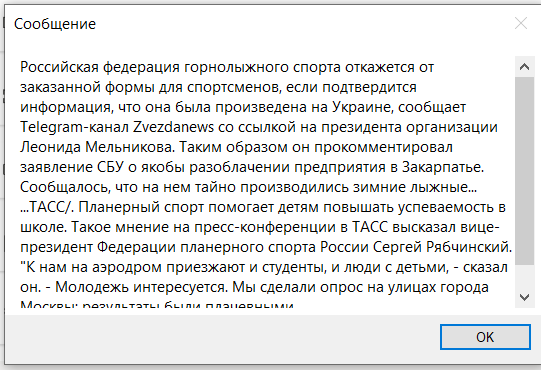 Сообщение
Российская федерация горнолыжного спорта откажется от
заказанной формы для спортсменов, если подтвердится
информация, что она была произведена на Украине, сообщает
Telegram-канал Zvezdanews со ссылкой на президента организации
Леонида Мельникова. Таким образом он прокомментировал
заявление СБУ о якобы разоблачении предприятия в Закарпатье.
Сообщалось, что на нем тайно производились зимние лыжные...
...ТАСС/. Планерный спорт помогает детям повышать успеваемость в
школе. Такое мнение на пресс-конференции в ТАСС высказал вице-
президент Федерации планерного спорта России Сергей Рябчинский.
"К нам на аэродром приезжают и студенты, и люди с детьми, - сказал
он. - Молодежь интересуется. Мы сделали опрос на улицах города
Москвы: результаты были плачевными
OK